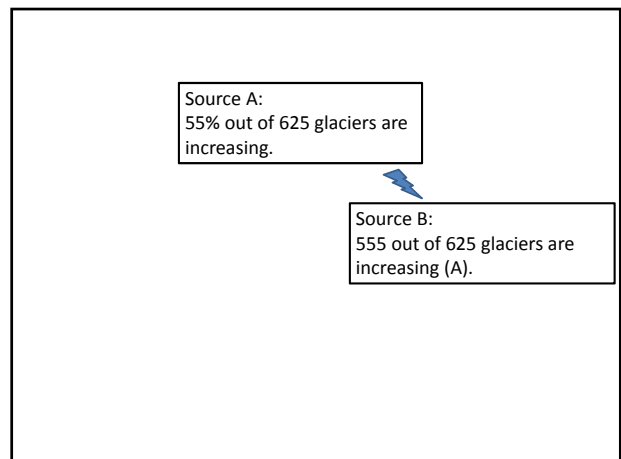 Source A:
55% out of 625 glaciers are
increasing.
Source B:
555 out of 625 glaciers are
increasing (A).